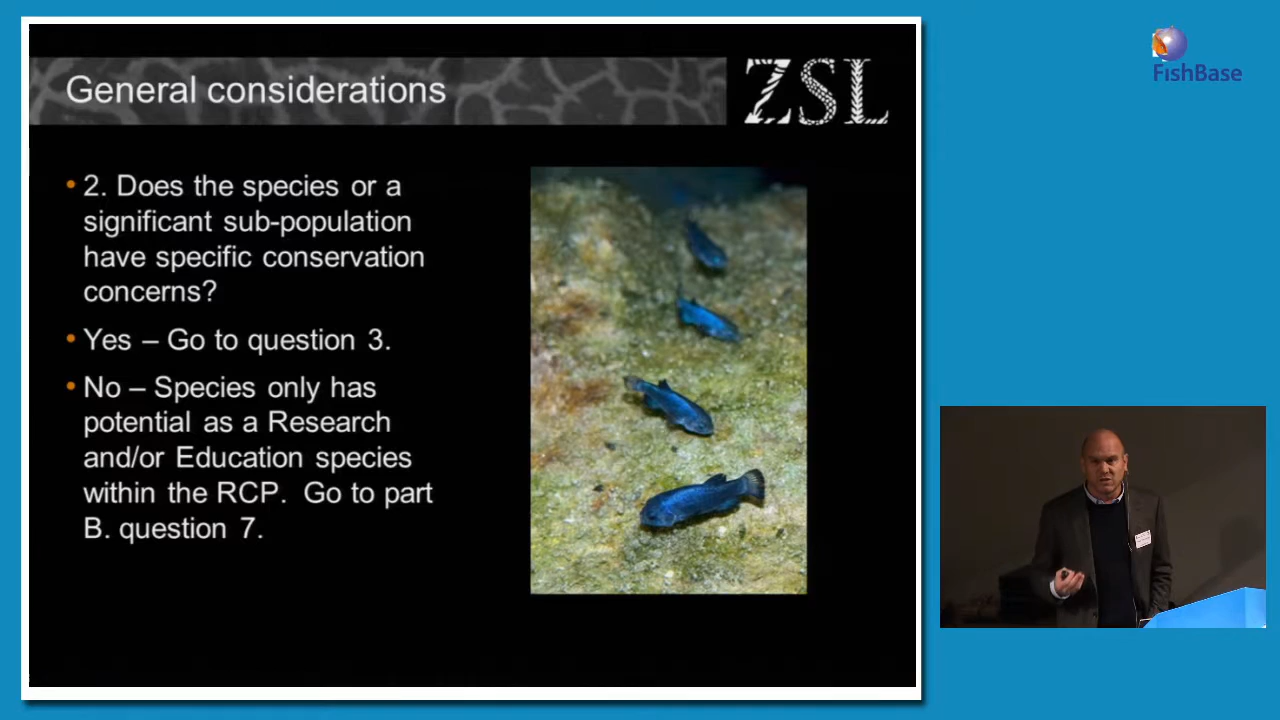 General considerations
ZSL
FishBase
• 2. Does the species or a
significant sub-population
have specific conservation
concerns?
• Yes – Go to question 3.
• No – Species only has
potential as a Research
and/or Education species
within the RCP.  Go to part
B. question 7.